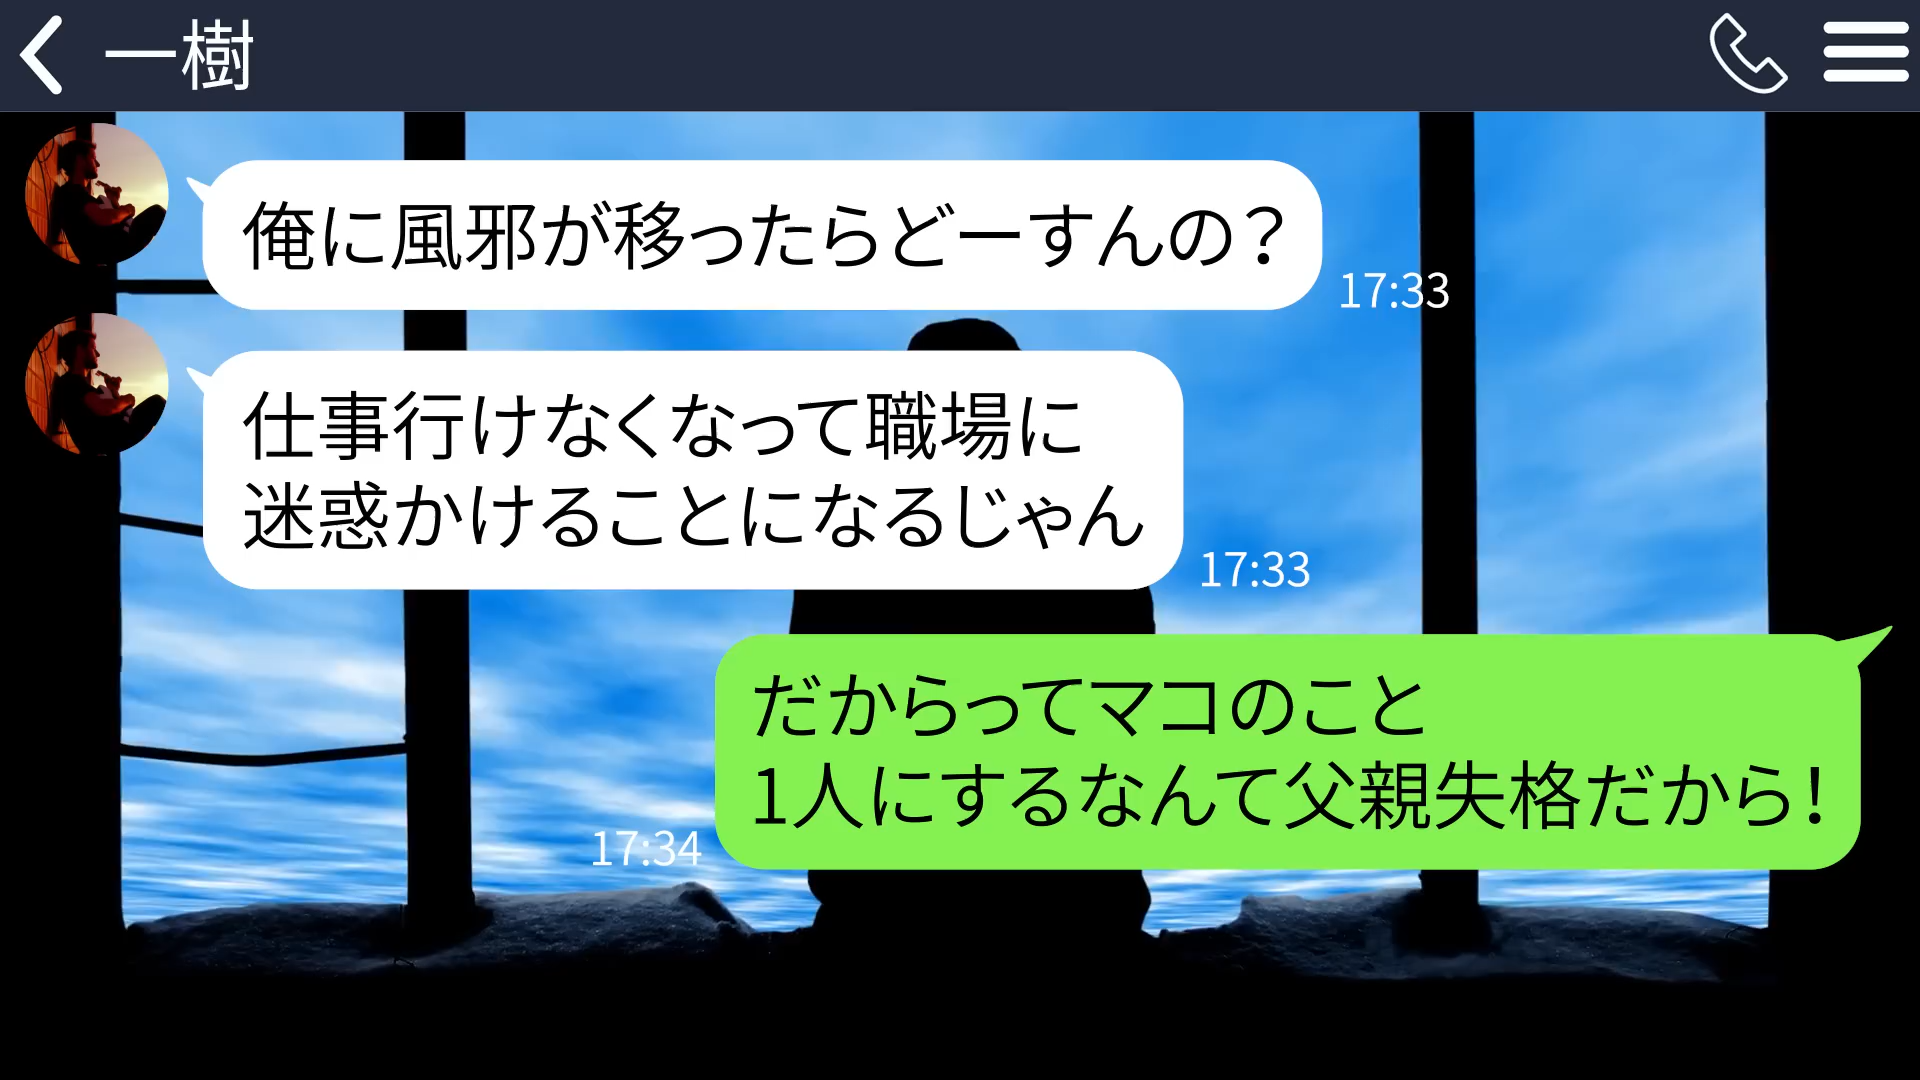 一樹
俺に風邪が移ったらどーすんの？
17:33
仕事行けなくなって職場に
迷惑かけることになるじゃん
17:33
だからってマコのこと
1人にするなんて父親失格だから！
17:34